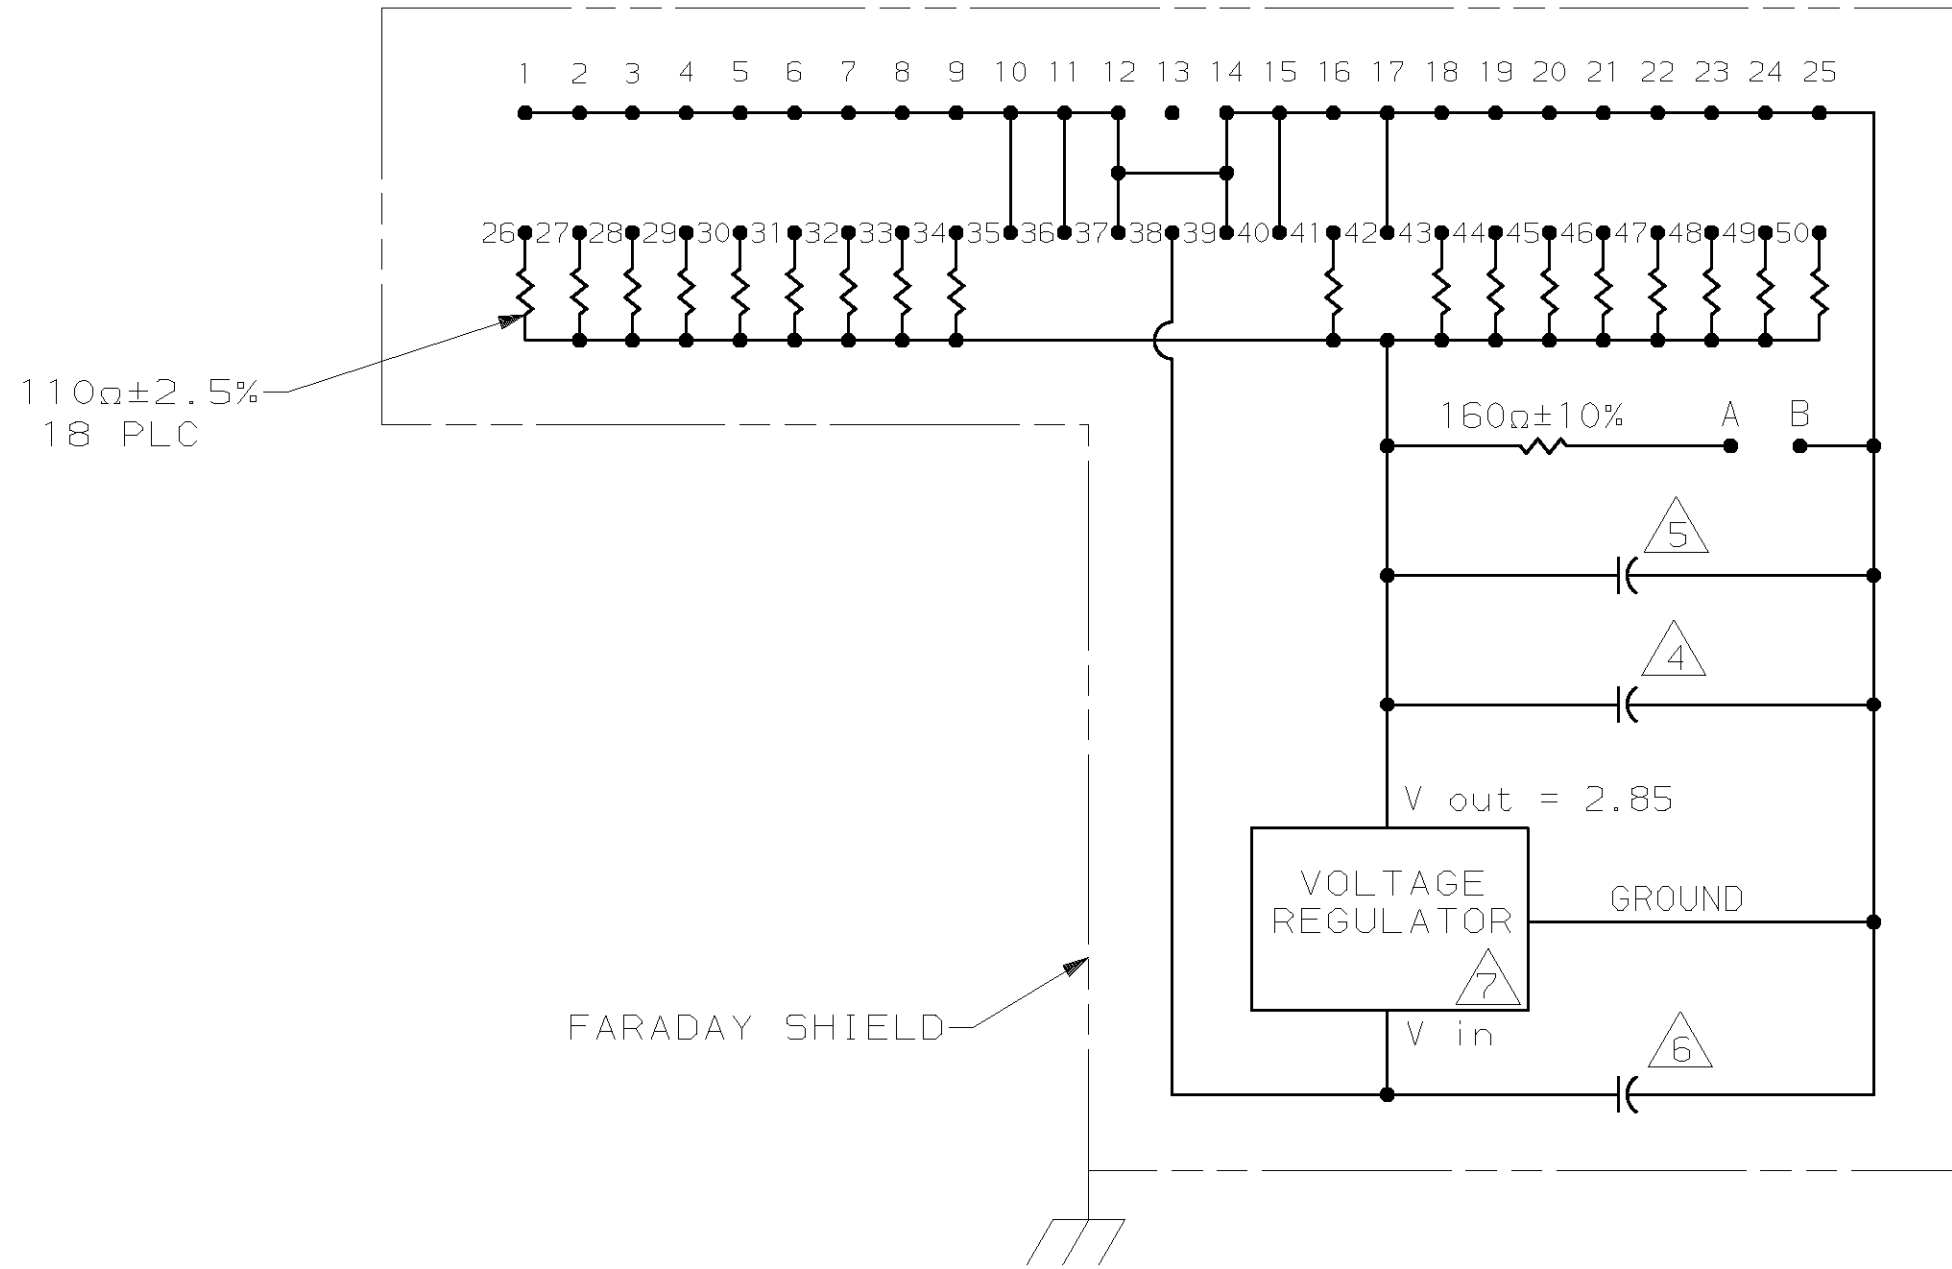 1 2 3 4 5 6 7 8 9 10 11 12 13 14 15 16 17 18 19 20 21 22 23 24 25
26 27 28 29 30 31 32 33 34 35 36 37 38 39 40 41 42 43 44 45 46 47 48 49 50
110Ω±2.5%
18 PLC
160Ω±10% A B
5
4
V out = 2.85
VOLTAGE
REGULATOR
GROUND
7
FARADAY SHIELD
V in
6